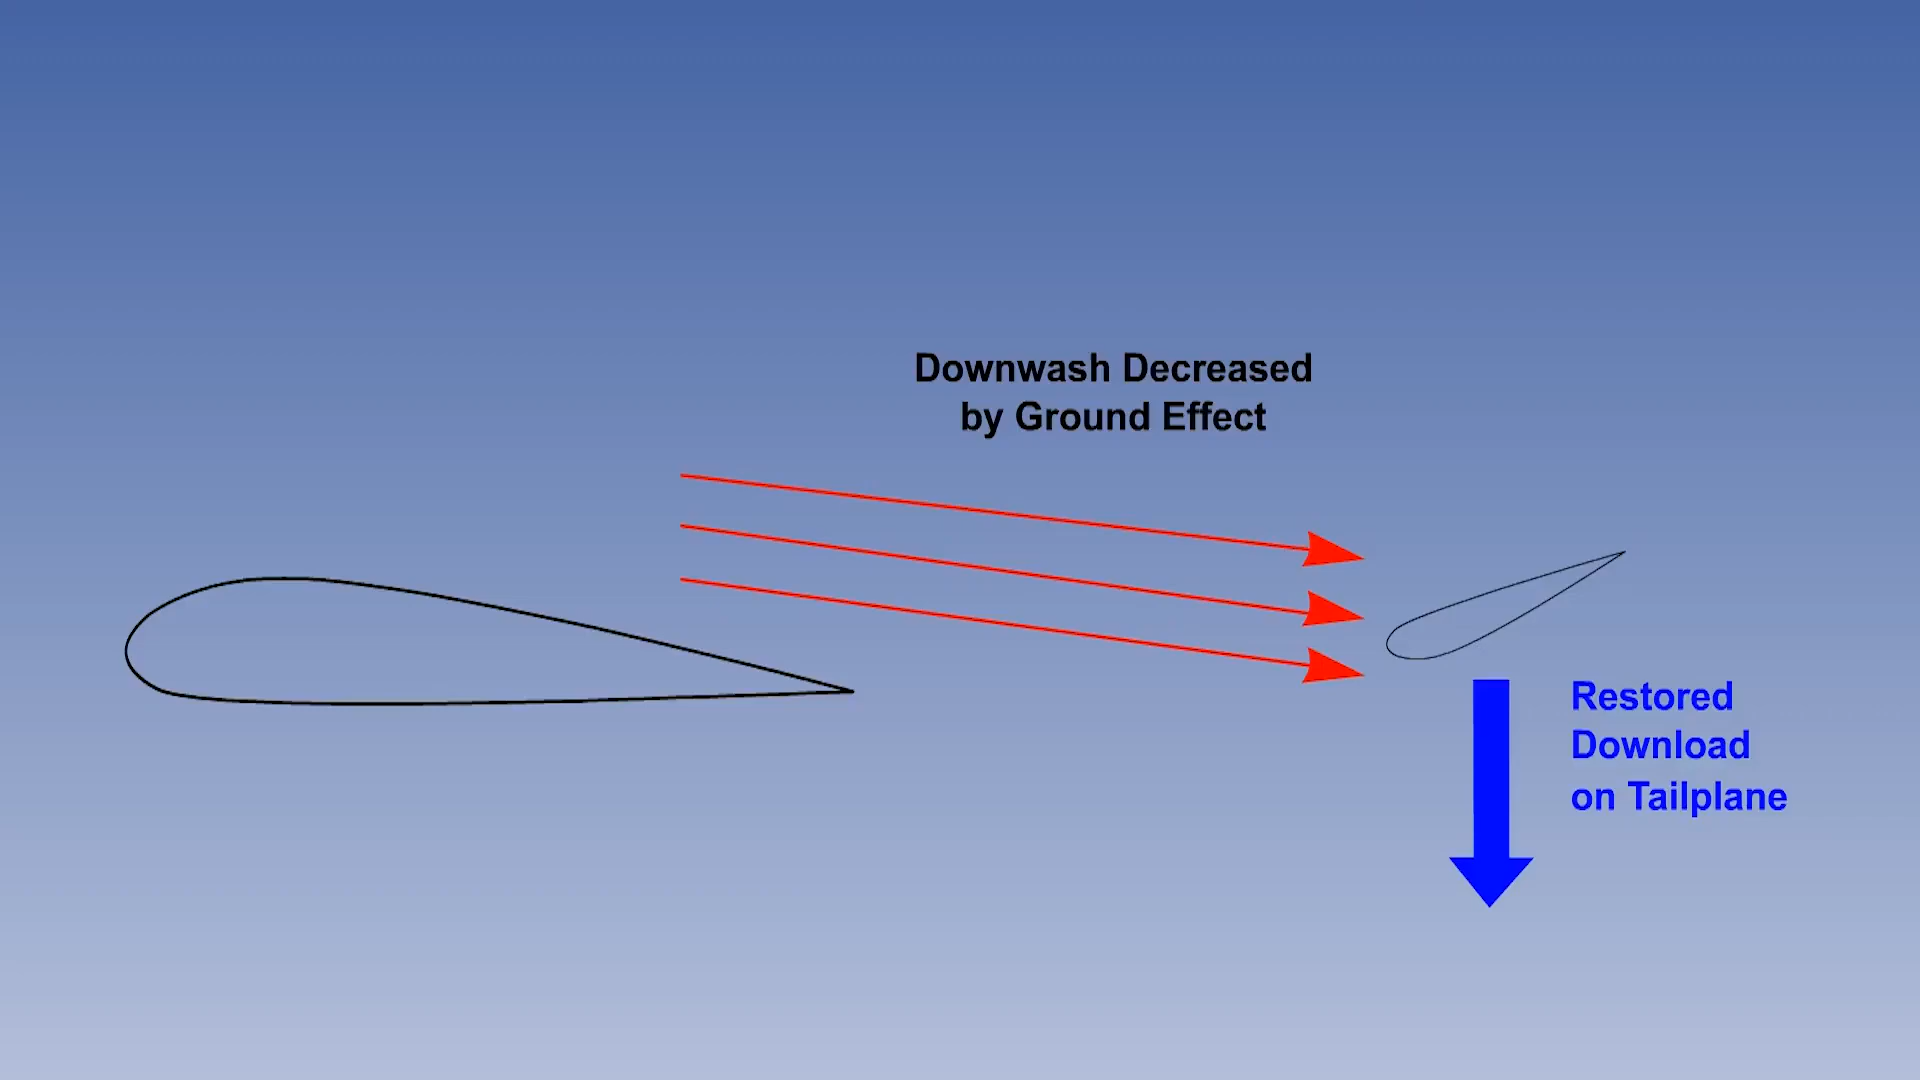 Downwash Decreased
by Ground Effect
Restored
Download
on Tailplane